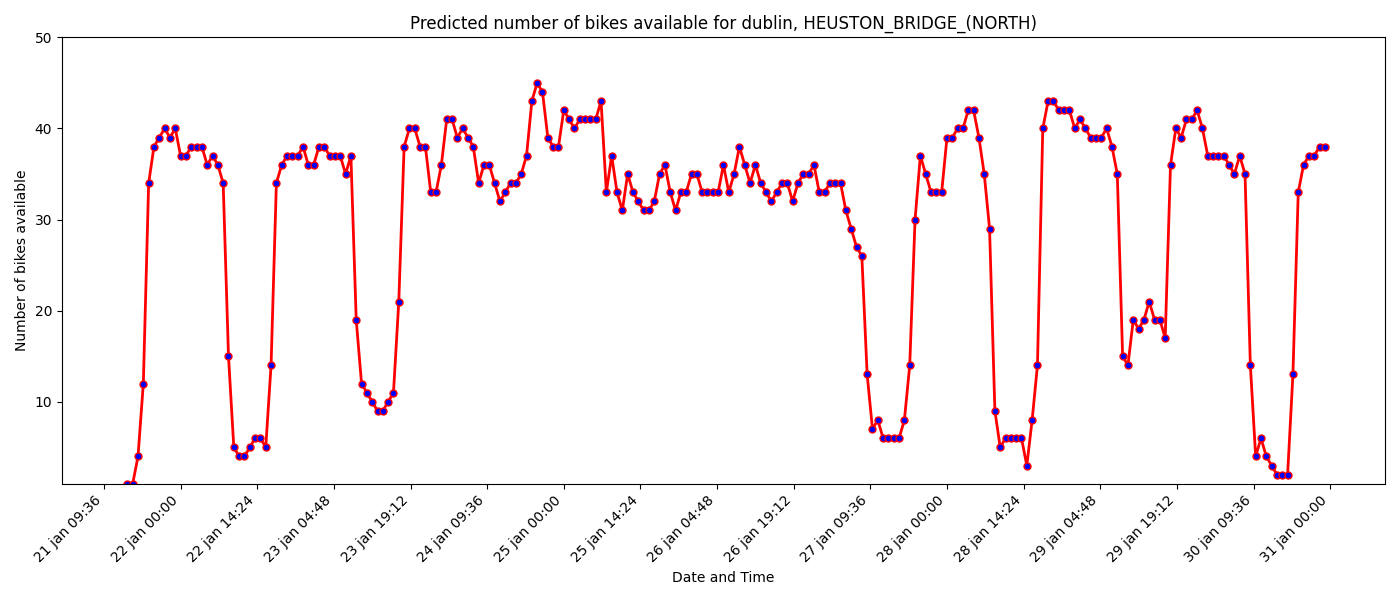 Predicted number of bikes available for dublin, HEUSTON_BRIDGE_(NORTH)
Number of bikes available
50
40
30
20
10
21 jan 09:36
22 jan 00:00
22 jan 14:24
23 jan 04:48
23 jan 19:12
24 jan 09:36
25 jan 00:00
25 jan 14:24
26 jan 04:48
26 jan 19:12
27 jan 09:36
28 jan 00:00
28 jan 14:24
29 jan 04:48
29 jan 19:12
30 jan 09:36
31 jan 00:00
Date and Time